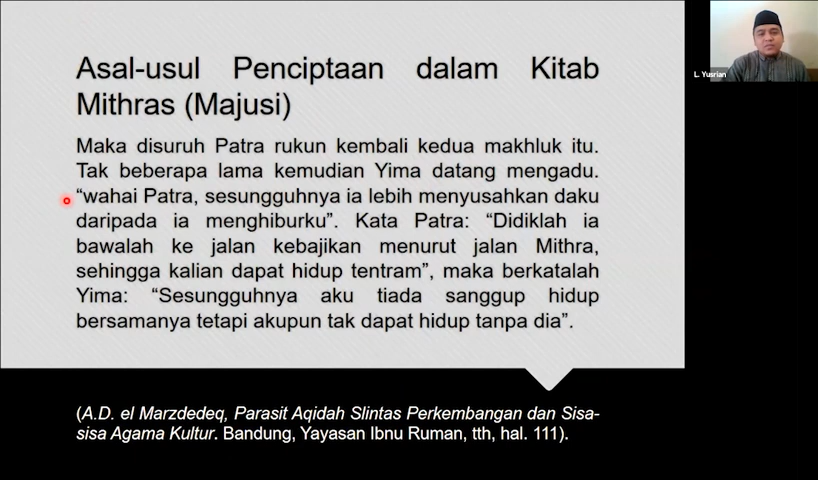 Asal-usul Penciptaan dalam Kitab
Mithras (Majusi)
Maka disuruh Patra rukun kembali kedua makhluk itu.
Tak beberapa lama kemudian Yima datang mengadu.
“wahai Patra, sesungguhnya ia lebih menyusahkan daku
daripada ia menghiburku”. Kata Patra: “Didiklah ia
bawalah ke jalan kebajikan menurut jalan Mithra,
sehingga kalian dapat hidup tentram”, maka berkatalah
Yima: “Sesungguhnya aku tiada sanggup hidup
bersamanya tetapi akupun tak dapat hidup tanpa dia”.
(A.D. el Marzdedeq, Parasit Aqidah Slintas Perkembangan dan Sisa-
sisa Agama Kultur. Bandung, Yayasan Ibnu Ruman, tth, hal. 111).
L. Yusrian